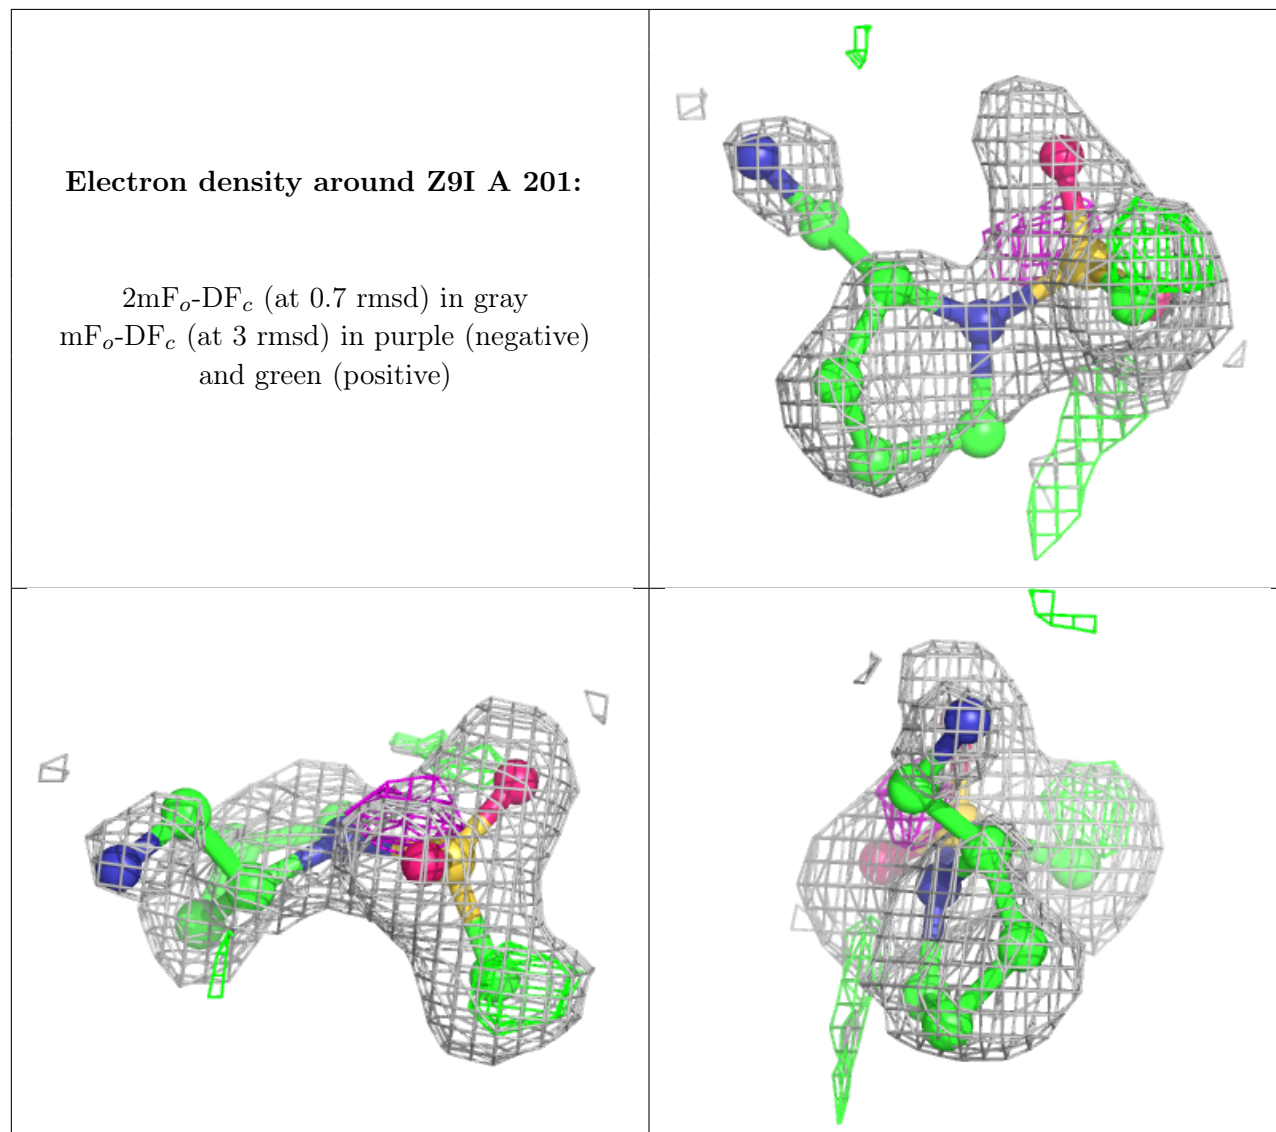 Electron density around Z9I A 201:
2mFo-DFc (at 0.7 rmsd) in gray
mFo-DFc (at 3 rmsd) in purple (negative)
and green (positive)